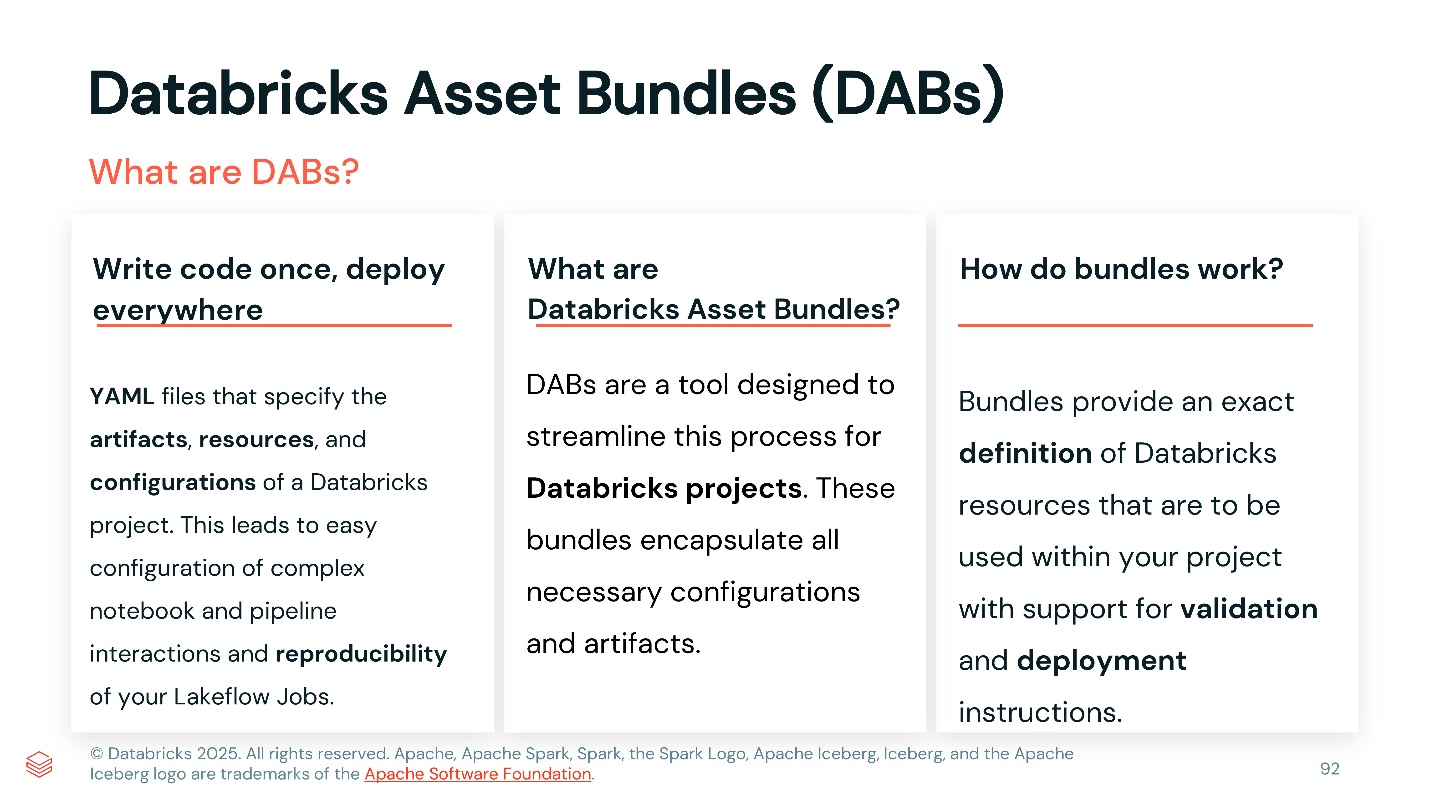 Databricks Asset Bundles (DABs)
What are DABs?
Write code once, deploy
everywhere
YAML files that specify the
artifacts, resources, and
configurations of a Databricks
project. This leads to easy
configuration of complex
notebook and pipeline
interactions and reproducibility
of your Lakeflow Jobs.
What are
Databricks Asset Bundles?
DABs are a tool designed to
streamline this process for
Databricks projects. These
bundles encapsulate all
necessary configurations
and artifacts.
How do bundles work?
Bundles provide an exact
definition of Databricks
resources that are to be
used within your project
with support for validation
and deployment
instructions.
© Databricks 2025. All rights reserved. Apache, Apache Spark, Spark, the Spark Logo, Apache Iceberg, Iceberg, and the Apache
Iceberg logo are trademarks of the Apache Software Foundation.
92